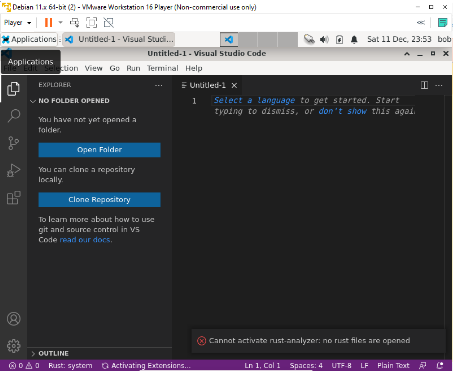 Debian 11.x 64-bit (2) - VMware Workstation 16 Player (Non-commercial use only)
Player
Applications
Untitled-1 - Visual Studi...
Sat 11 Dec, 23:53 bob
Untitled-1 - Visual Studio Code
Applications
Selection View Go Run Terminal Help
EXPLORER
Untitled-1
NO FOLDER OPENED
1 Select a language to get started. Start
typing to dismiss, or don't show this agai
You have not yet opened a
folder.
Open Folder
You can clone a repository
locally.
Clone Repository
To learn more about how to use
git and source control in VS
Code read our docs.
Cannot activate rust-analyzer: no rust files are opened
OUTLINE
0 0 Rust: system Activating Extensions... Ln 1, Col 1 Spaces: 4 UTF-8 LF Plain Text